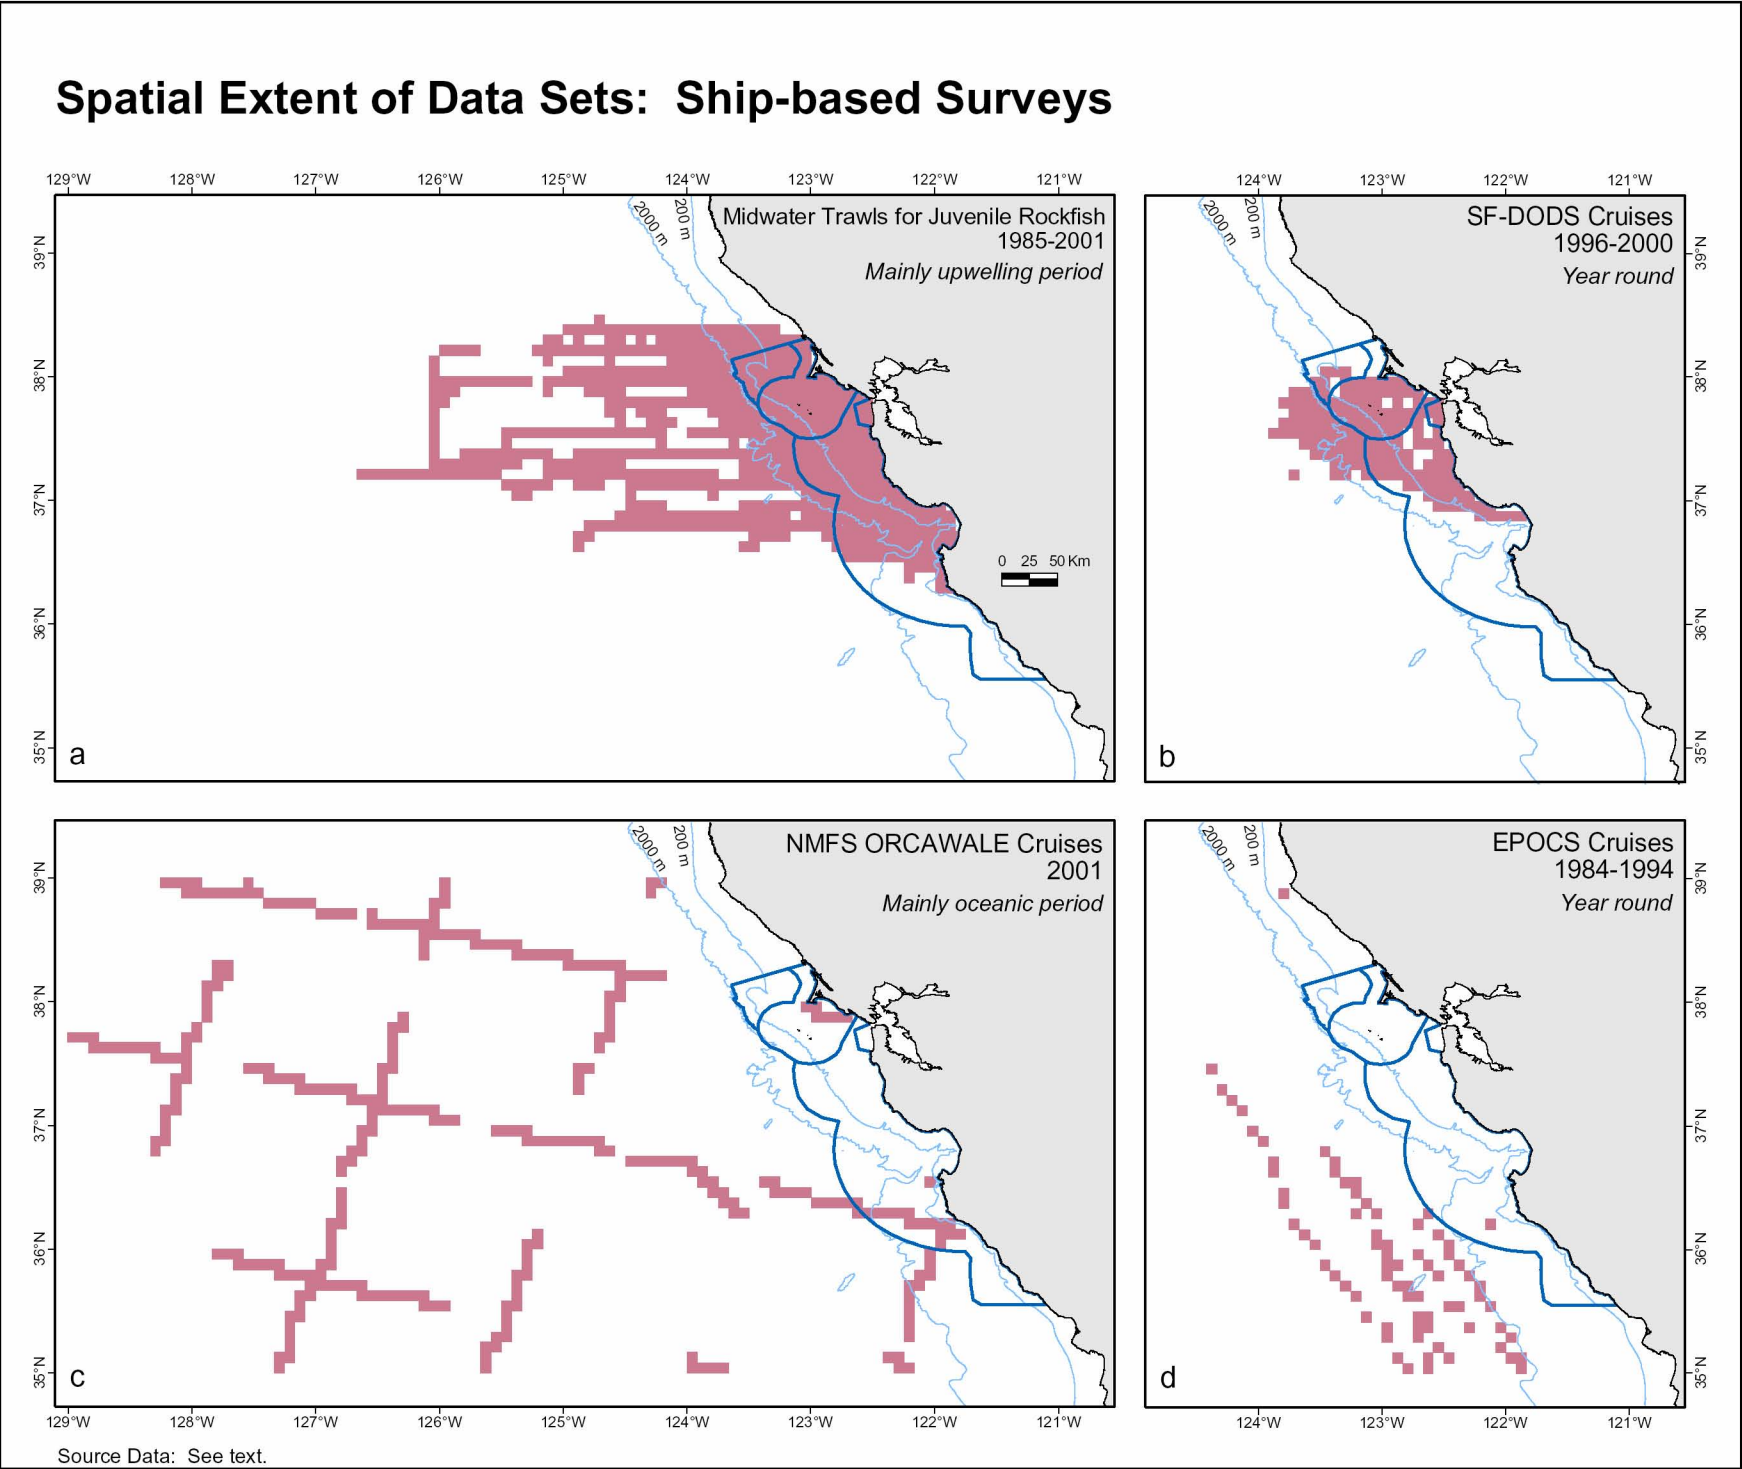 Spatial Extent of Data Sets: Ship-based Surveys
129°W 128°W 127°W 126°W 125°W 124°W 123°W 122°W 121°W
124°W 123°W 122°W 121°W
39°N
38°N
37°N
36°N
35°N
2000 m
200 m
Midwater Trawls for Juvenile Rockfish
1985-2001
Mainly upwelling period
0 25 50 Km
a
2000 m
200 m
SF-DODS Cruises
1996-2000
Year round
b
39°N
38°N
37°N
36°N
35°N
39°N
38°N
37°N
36°N
35°N
2000 m
200 m
NMFS ORCAWALE Cruises
2001
Mainly oceanic period
c
2000 m
200 m
EPOCS Cruises
1984-1994
Year round
d
39°N
38°N
37°N
36°N
35°N
129°W 128°W 127°W 126°W 125°W 124°W 123°W 122°W 121°W
124°W 123°W 122°W 121°W
Source Data: See text.